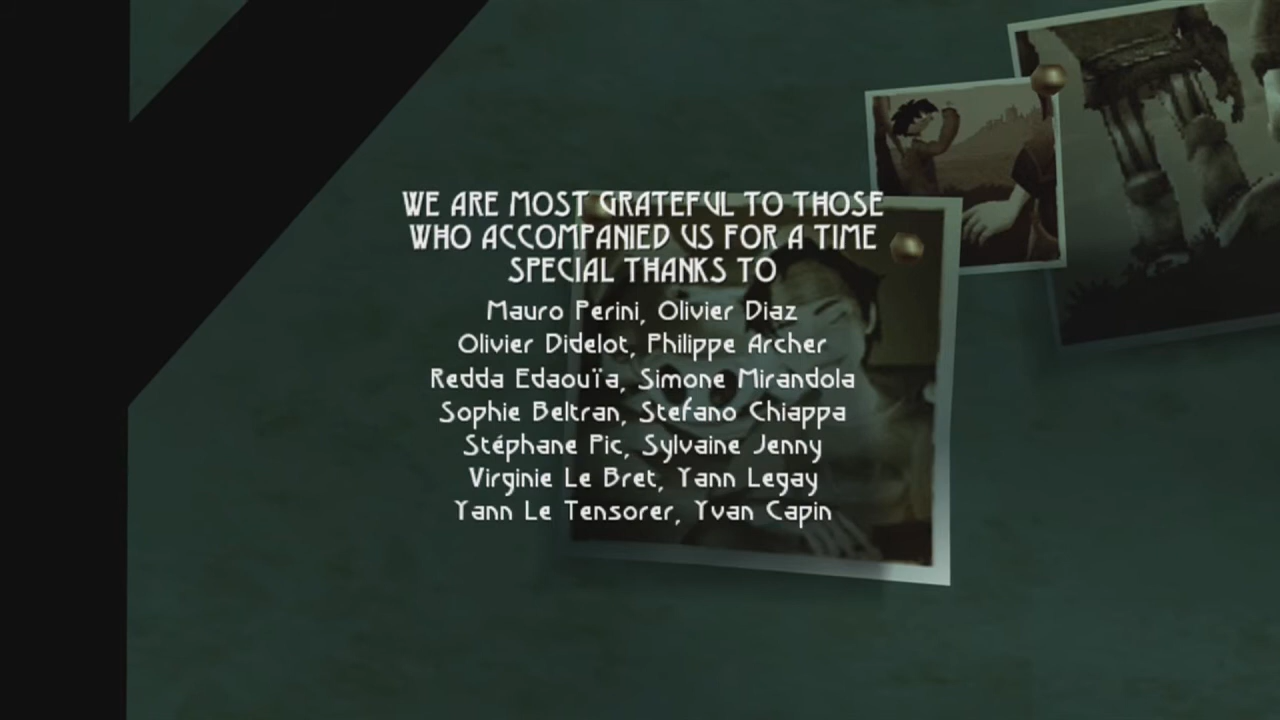 WE ARE MOST GRATEFUL TO THOSE
WHO ACCOMPANIED US FOR A TIME
SPECIAL THANKS TO
Mauro Perini, Olivier Diaz
Olivier Didelot, Philippe Archer
Redda Edaouïa, Simone Mirandola
Sophie Beltran, Stefano Chiappa
Stéphane Pic, Sylvaine Jenny
Virginie Le Bret, Yann Legay
Yann Le Tensorer, Yvan Capin